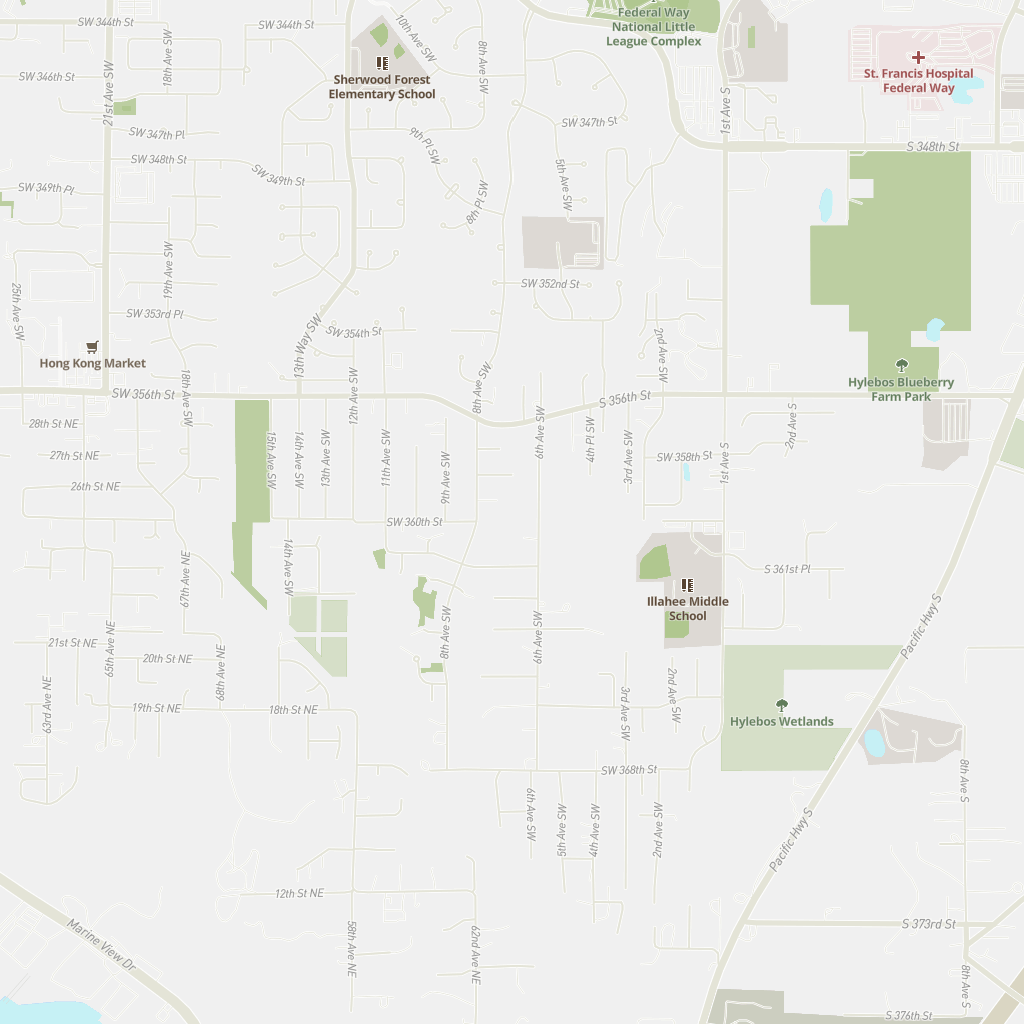 Federal Way
National Little
League Complex
SW 344th St
SW 344th St
10th Ave SW
18th Ave SW
8th Ave SW
21st Ave SW
SW 346th St
Sherwood Forest
Elementary School
St. Francis Hospital
Federal Way
1st Ave S
SW 347th Pl
9th Pl SW
SW 347th St
S 348th St
SW 348th St
SW 349th St
SW 349th Pl
5th Ave SW
8th Pl SW
19th Ave SW
25th Ave SW
SW 352nd St
SW 353rd Pl
SW 354th St
13th Way SW
2nd Ave SW
Hong Kong Market
Hylebos Blueberry
Farm Park
SW 356th St
18th Ave SW
12th Ave SW
8th Ave SW
S 356th St
28th St NE
6th Ave SW
4th Pl SW
2nd Ave S
27th St NE
15th Ave SW
14th Ave SW
13th Ave SW
11th Ave SW
9th Ave SW
3rd Ave SW
SW 358th St
1st Ave S
26th St NE
SW 360th St
14th Ave SW
67th Ave NE
S 361st Pl
Illahee Middle
School
8th Ave SW
6th Ave SW
Pacific Hwy S
21st St NE
65th Ave NE
20th St NE
68th Ave NE
63rd Ave NE
19th St NE
18th St NE
3rd Ave SW
2nd Ave SW
Hylebos Wetlands
SW 368th St
8th Ave S
6th Ave SW
5th Ave SW
4th Ave SW
2nd Ave SW
Pacific Hwy S
12th St NE
58th Ave NE
62nd Ave NE
S 373rd St
Marine View Dr
8th Ave S
S 376th St